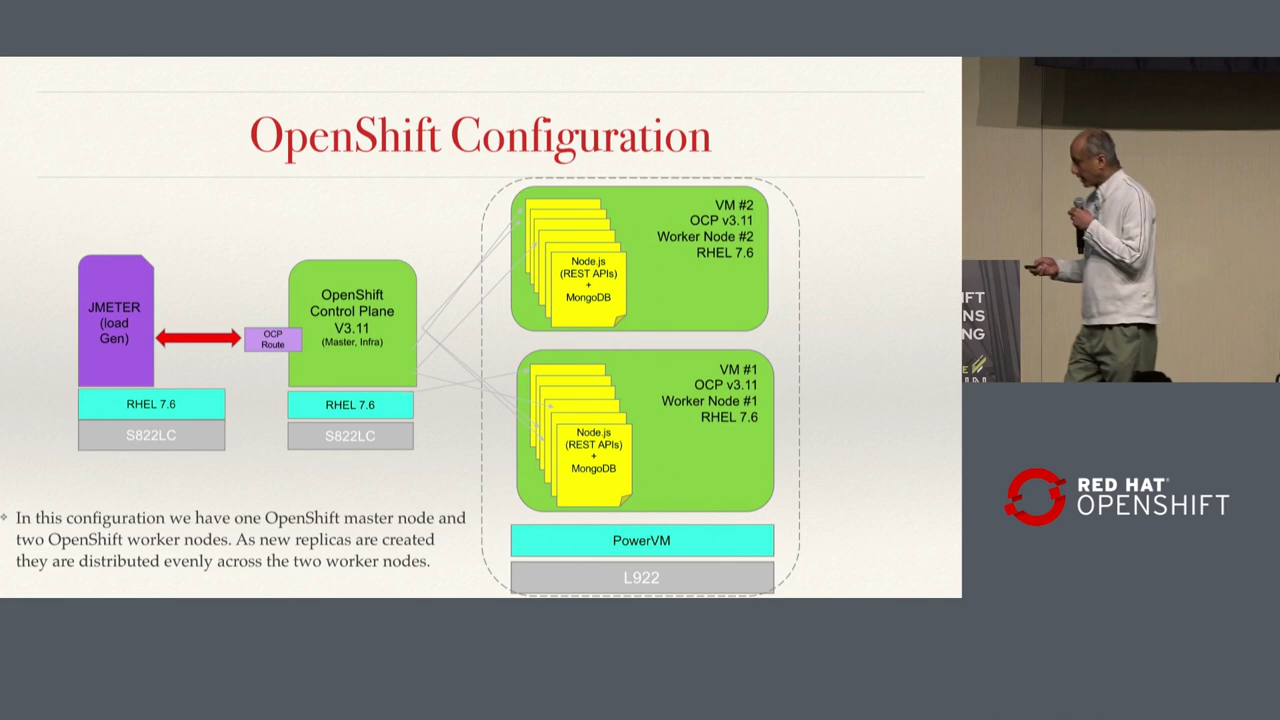 OpenShift Configuration
JMETER
(load
Gen)
RHEL 7.6
S822LC
OCP
Route
OpenShift
Control Plane
V3.11
(Master, Infra)
RHEL 7.6
S822LC
VM #2
OCP v3.11
Worker Node #2
RHEL 7.6
Node.js
(REST APIs)
+
MongoDB
VM #1
OCP v3.11
Worker Node #1
RHEL 7.6
Node.js
(REST APIs)
+
MongoDB
PowerVM
L922
In this configuration we have one OpenShift master node and
two OpenShift worker nodes. As new replicas are created
they are distributed evenly across the two worker nodes.
IFT
NS
NG
RED HAT®
OPENSHIFT